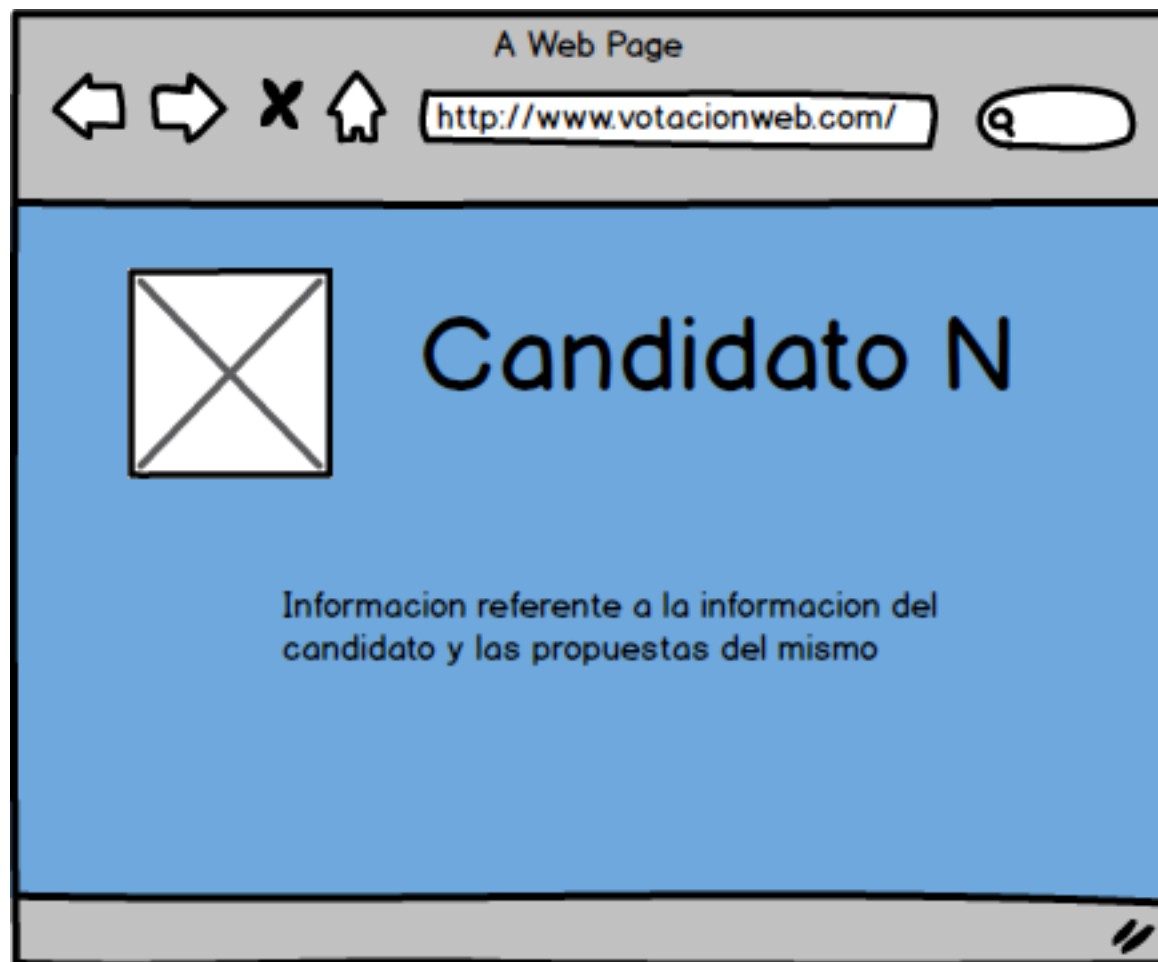 A Web Page
http://www.votacionweb.com/
Candidato N
Informacion referente a la informacion del
candidato y las propuestas del mismo